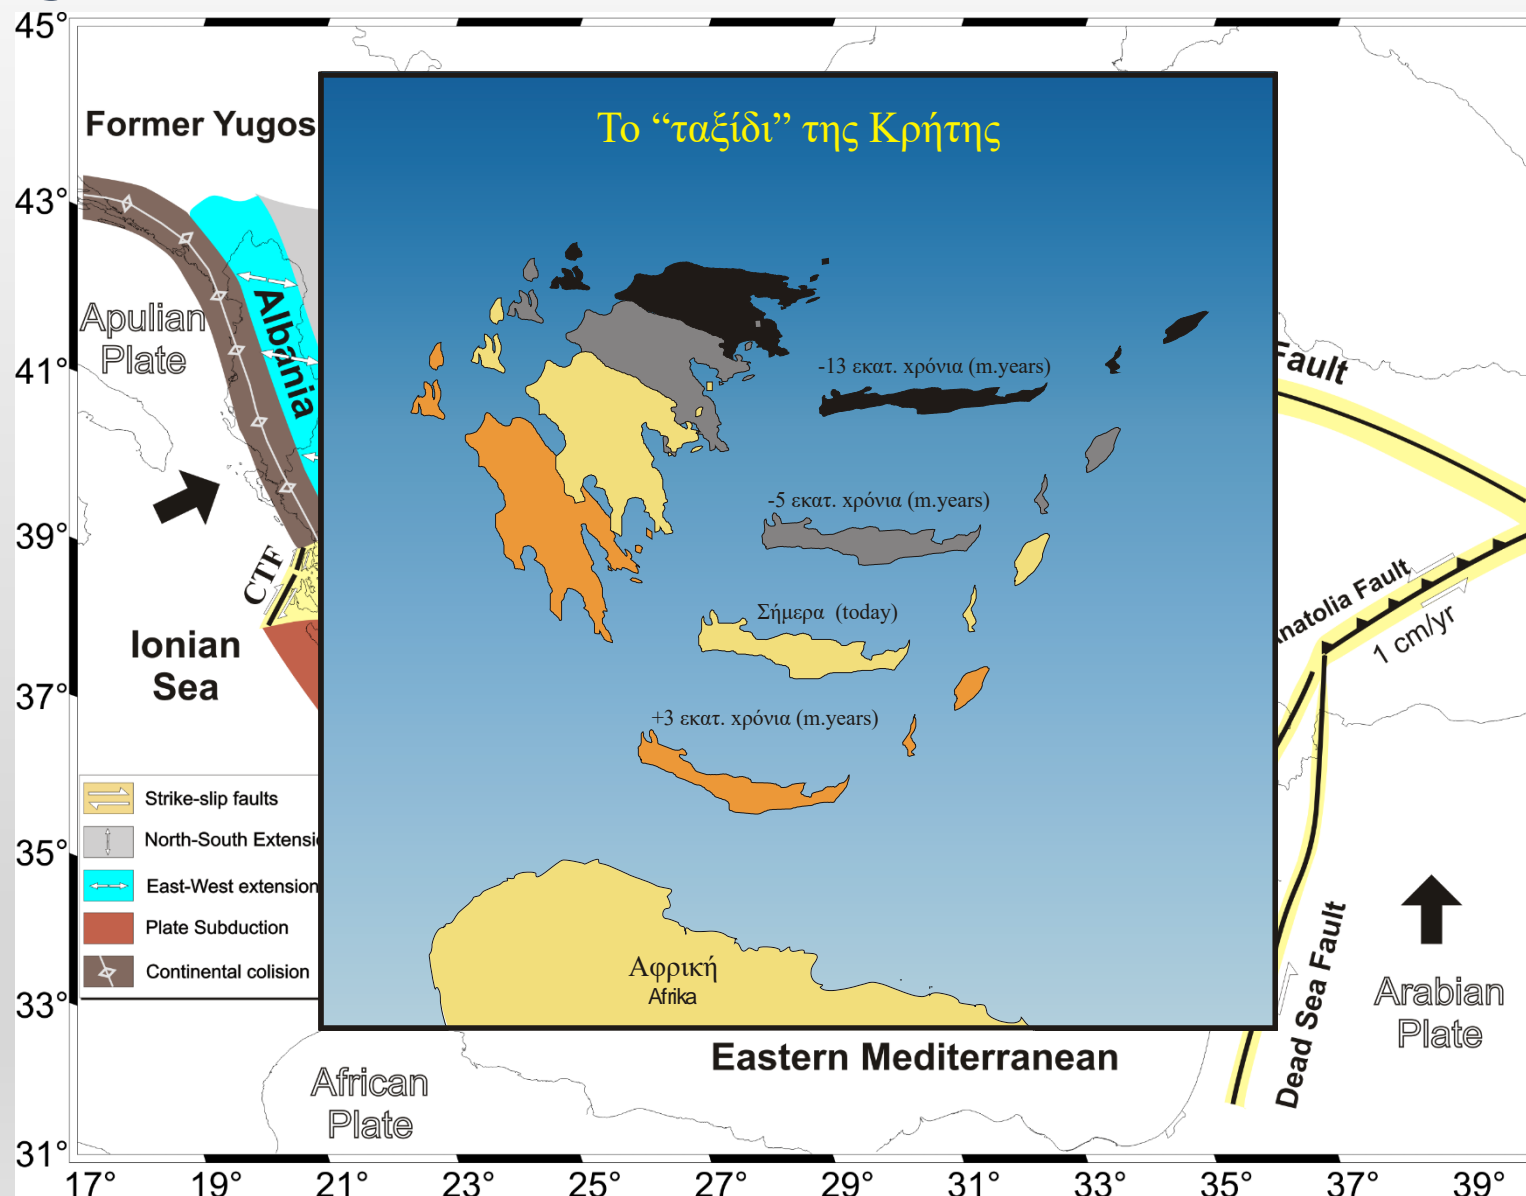 45°
43°
41°
39°
37°
35°
33°
31°
17°
19°
21°
23°
25°
27°
29°
31°
33°
35°
37°
39°
Former Yugos
Apulian
Plate
Albania
CTF
Ionian
Sea
Strike-slip faults
North-South Extensi
East-West extension
Plate Subduction
Continental colision
Το “ταξίδι” της Κρήτης
-13 εκατ. χρόνια (m.years)
-5 εκατ. χρόνια (m.years)
Σήμερα (today)
+3 εκατ. χρόνια (m.years)
Αφρική
Afrika
Fault
natolia Fault
1 cm/yr
Dead Sea Fault
Arabian
Plate
Eastern Mediterranean
African
Plate